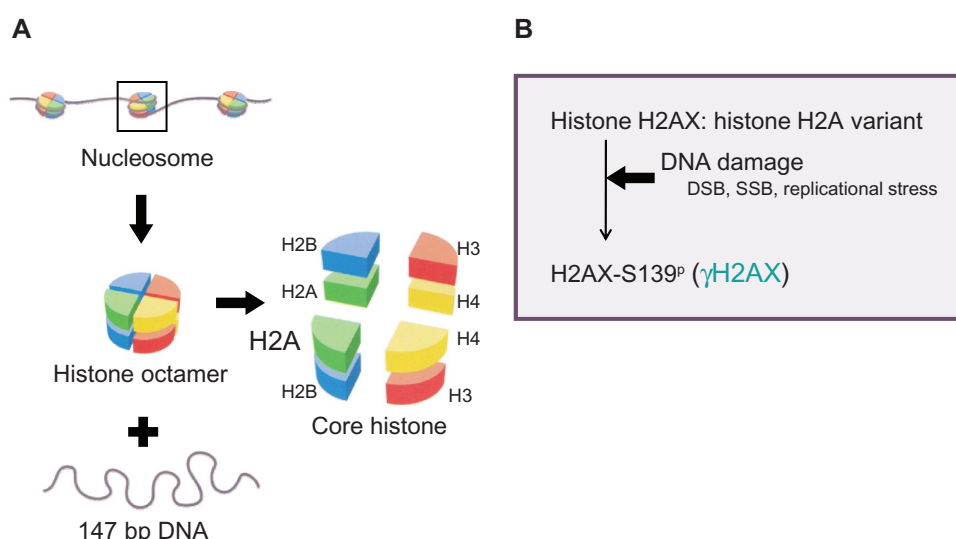 A
Nucleosome
Histone octamer
147 bp DNA
H2B
H3
H2A
H4
H2A
H4
H2B
H3
Core histone
B
Histone H2AX: histone H2A variant
DNA damage
DSB, SSB, replicational stress
H2AX-S139ᵖ (γH2AX)